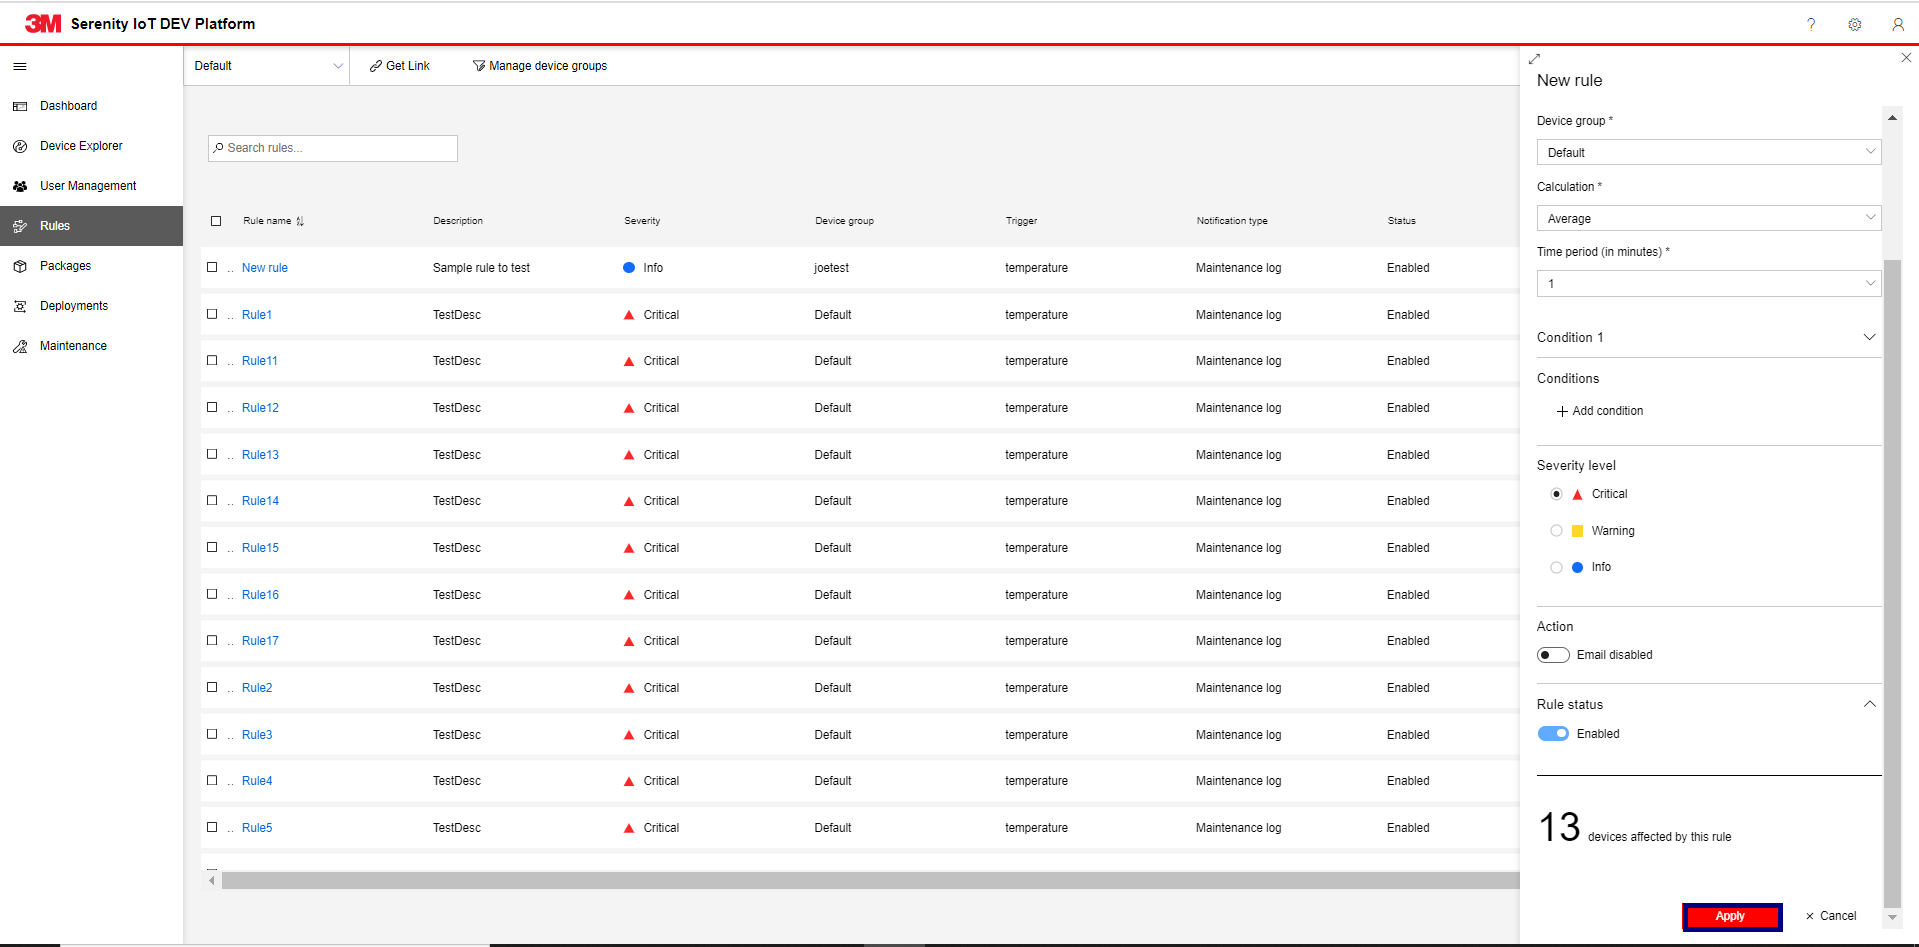 3M Serenity IoT DEV Platform ?
Default Get Link Manage device groups
Dashboard
Device Explorer
User Management
Rules
Packages
Deployments
Maintenance
Search rules...
Rule name Description Severity Device group Trigger Notification type Status
.. New rule Sample rule to test Info joetest temperature Maintenance log Enabled
.. Rule1 TestDesc Critical Default temperature Maintenance log Enabled
.. Rule11 TestDesc Critical Default temperature Maintenance log Enabled
.. Rule12 TestDesc Critical Default temperature Maintenance log Enabled
.. Rule13 TestDesc Critical Default temperature Maintenance log Enabled
.. Rule14 TestDesc Critical Default temperature Maintenance log Enabled
.. Rule15 TestDesc Critical Default temperature Maintenance log Enabled
.. Rule16 TestDesc Critical Default temperature Maintenance log Enabled
.. Rule17 TestDesc Critical Default temperature Maintenance log Enabled
.. Rule2 TestDesc Critical Default temperature Maintenance log Enabled
.. Rule3 TestDesc Critical Default temperature Maintenance log Enabled
.. Rule4 TestDesc Critical Default temperature Maintenance log Enabled
.. Rule5 TestDesc Critical Default temperature Maintenance log Enabled
New rule
Device group *
Default
Calculation *
Average
Time period (in minutes) *
1
Condition 1
Conditions
+ Add condition
Severity level
Critical
Warning
Info
Action
Email disabled
Rule status
Enabled
13 devices affected by this rule
Apply × Cancel